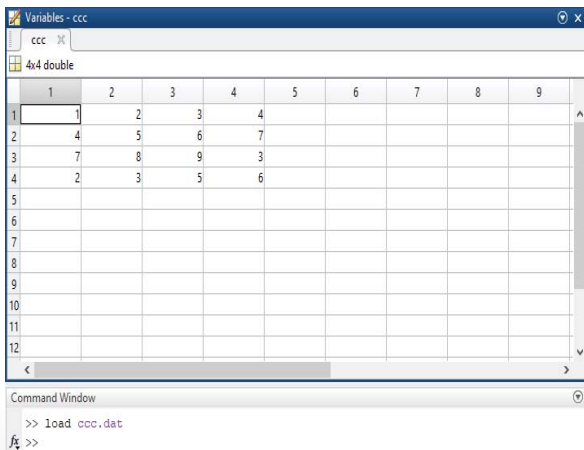 Variables - ccc
ccc
4x4 double
1 2 3 4 5 6 7 8 9
1 1 2 3 4
2 4 5 6 7
3 7 8 9 3
4 2 3 5 6
5
6
7
8
9
10
11
12
Command Window
>> load ccc.dat
fx >>